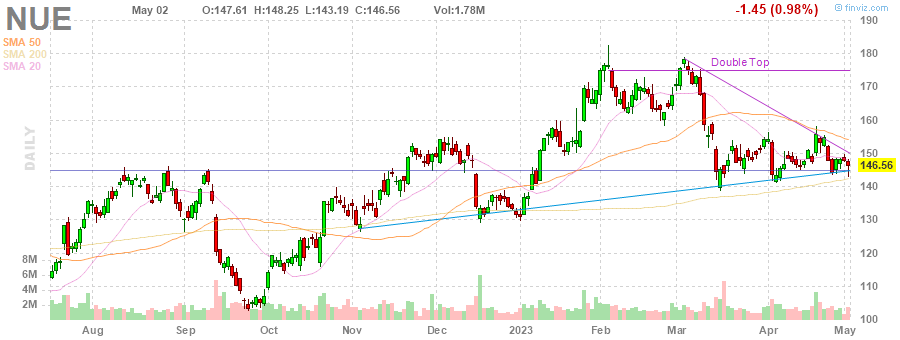 NUE May 02 O:147.61 H:148.25 L:143.19 C:146.56 Vol:1.78M -1.45 (0.98%) © finviz.com
SMA 50
SMA 200
SMA 20
DAILY
Double Top
190
180
170
160
150
146.56
140
130
120
110
100
8M
6M
4M
2M
Aug Sep Oct Nov Dec 2023 Feb Mar Apr May